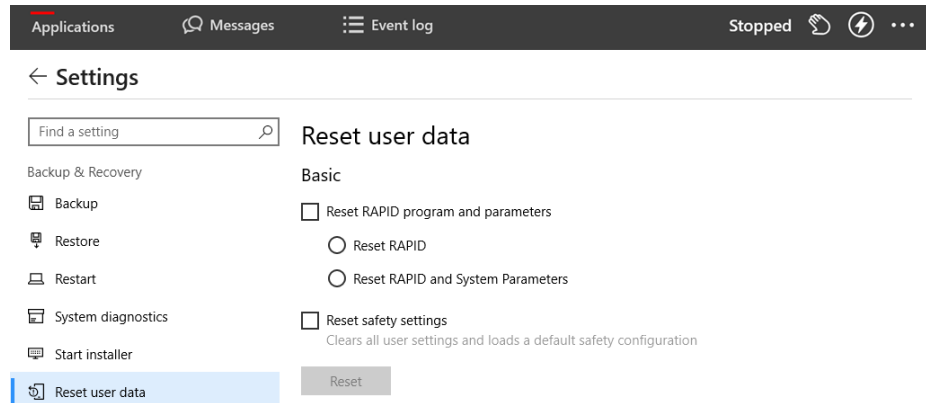 Applications
Messages
Event log
Stopped
Settings
Find a setting
Backup & Recovery
Backup
Restore
Restart
System diagnostics
Start installer
Reset user data
Reset user data
Basic
Reset RAPID program and parameters
Reset RAPID
Reset RAPID and System Parameters
Reset safety settings
Clears all user settings and loads a default safety configuration
Reset